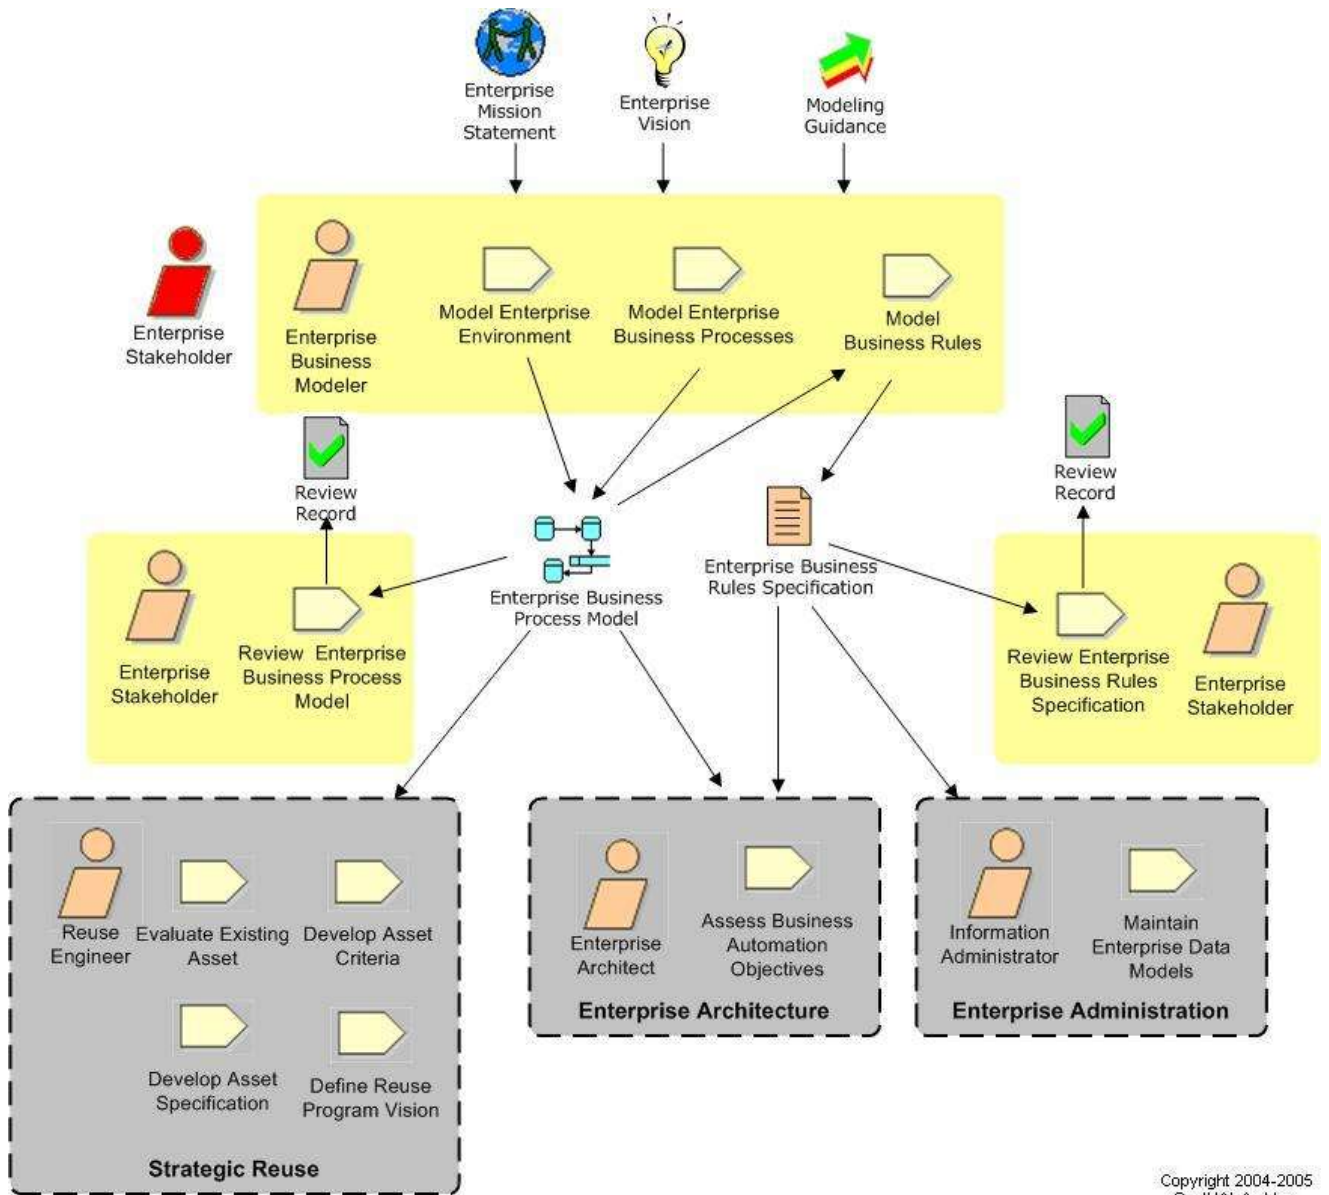 Enterprise
Mission
Statement
Enterprise
Vision
Modeling
Guidance
Enterprise
Stakeholder
Enterprise
Business
Modeler
Model Enterprise
Environment
Model Enterprise
Business Processes
Model
Business Rules
Review
Record
Review
Record
Enterprise Business
Process Model
Enterprise Business
Rules Specification
Enterprise
Stakeholder
Review Enterprise
Business Process
Model
Review Enterprise
Business Rules
Specification
Enterprise
Stakeholder
Reuse
Engineer
Evaluate Existing
Asset
Develop Asset
Criteria
Develop Asset
Specification
Define Reuse
Program Vision
Strategic Reuse
Enterprise
Architect
Assess Business
Automation
Objectives
Enterprise Architecture
Information
Administrator
Maintain
Enterprise Data
Models
Enterprise Administration
Copyright 2004-2005